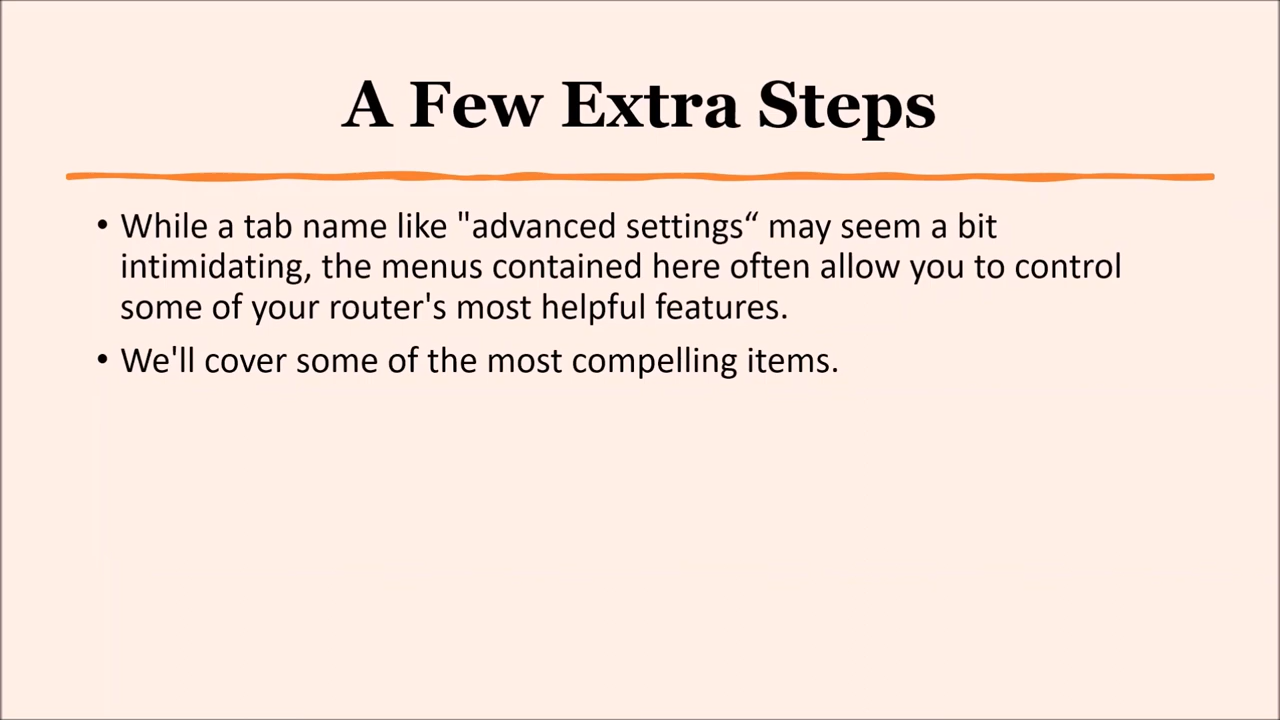 A Few Extra Steps
• While a tab name like "advanced settings“ may seem a bit
intimidating, the menus contained here often allow you to control
some of your router's most helpful features.
• We'll cover some of the most compelling items.